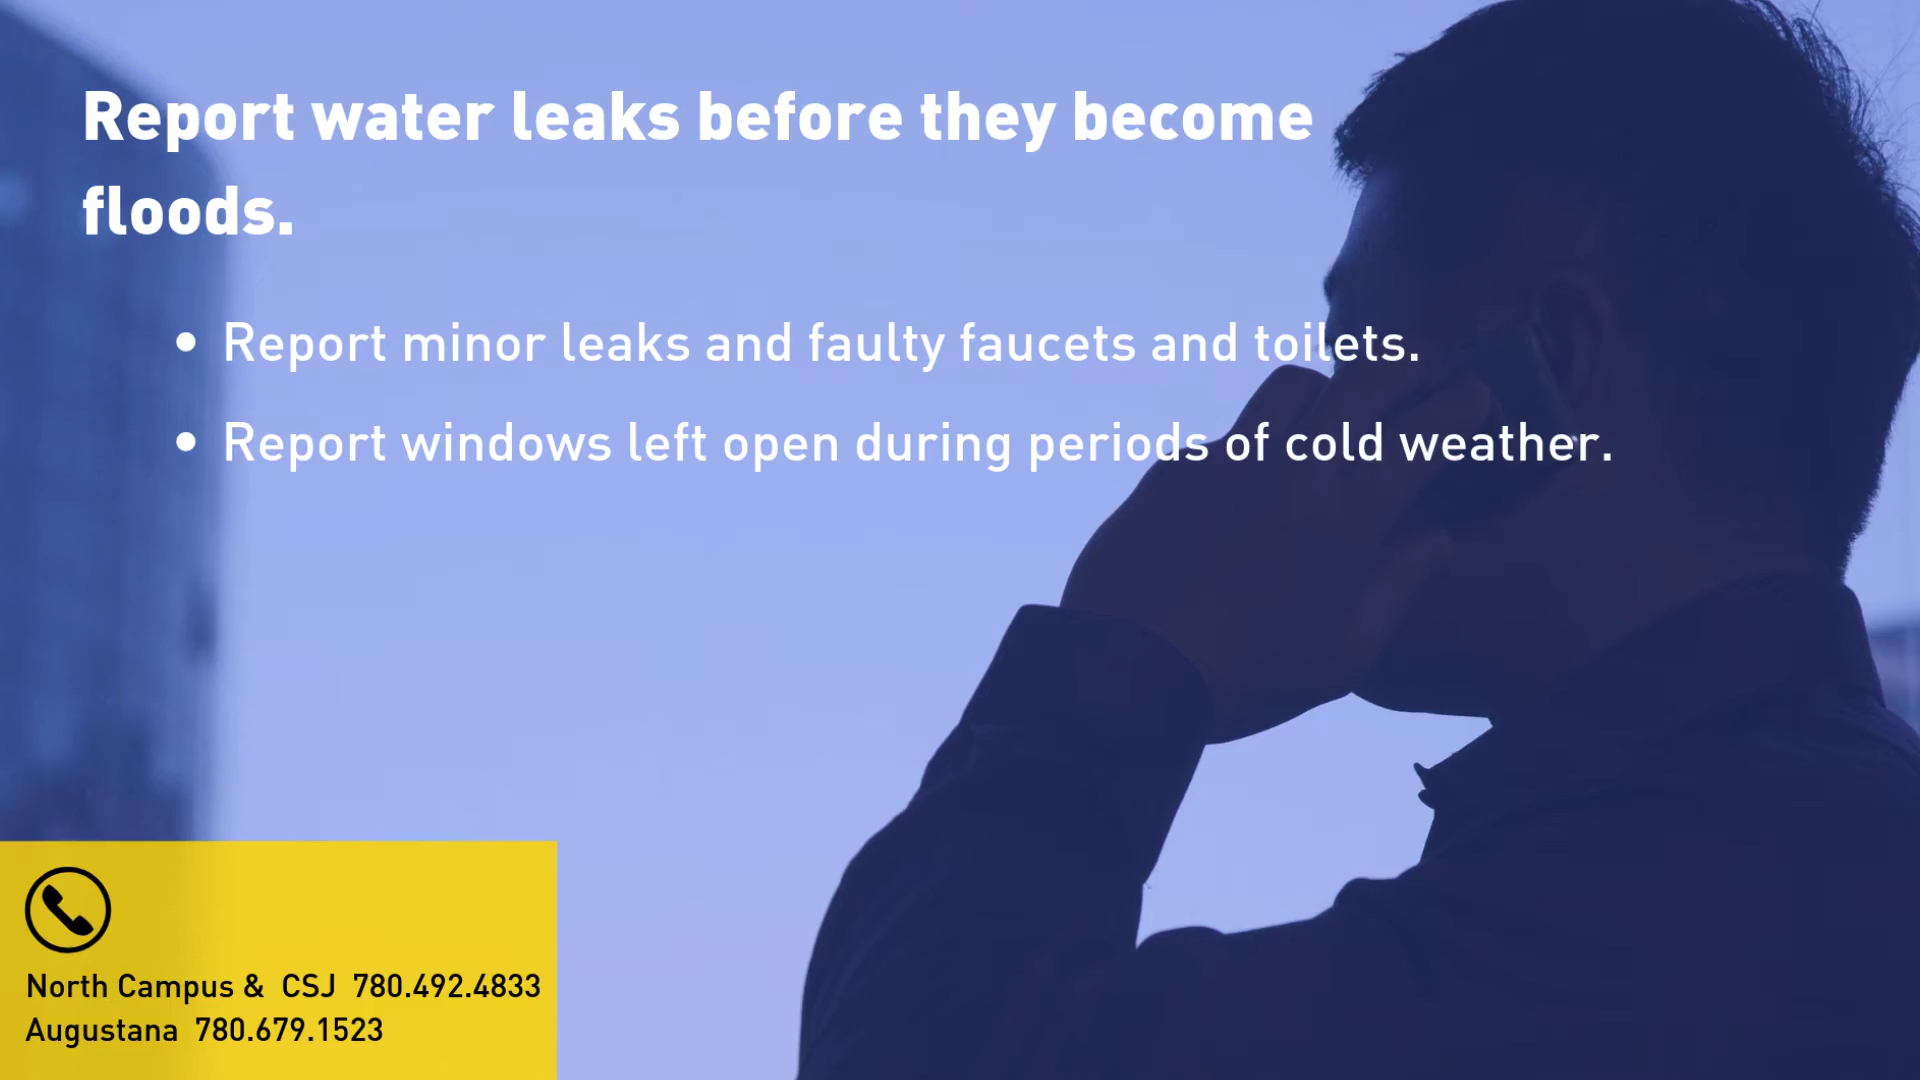 Report water leaks before they become
floods.
• Report minor leaks and faulty faucets and toilets.
• Report windows left open during periods of cold weather.
North Campus & CSJ 780.492.4833
Augustana 780.679.1523